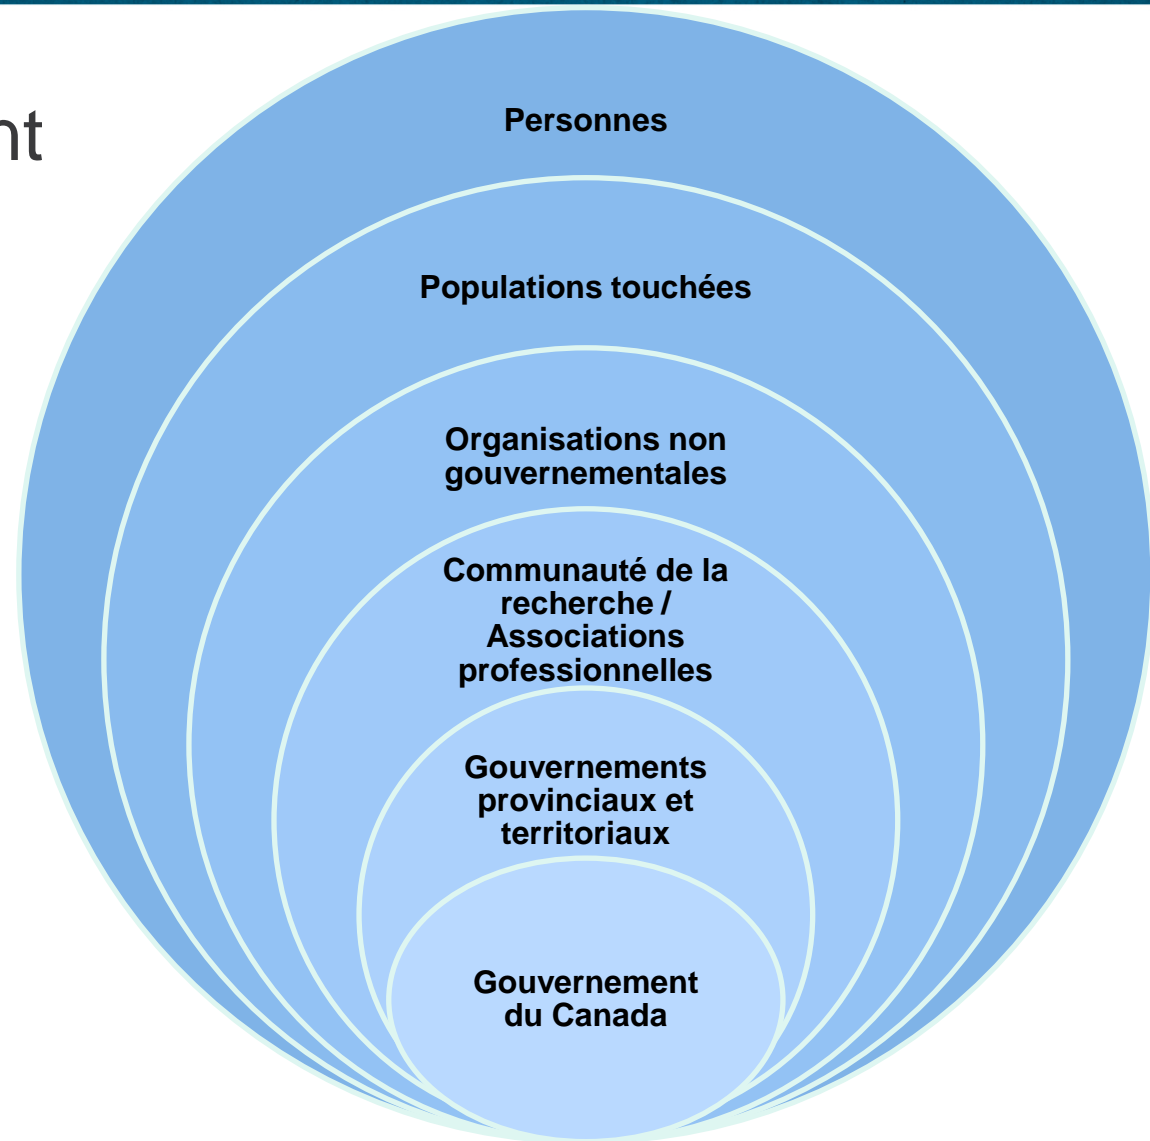 nt
Personnes
Populations touchées
Organisations non
gouvernementales
Communauté de la
recherche /
Associations
professionnelles
Gouvernements
provinciaux et
territoriaux
Gouvernement
du Canada